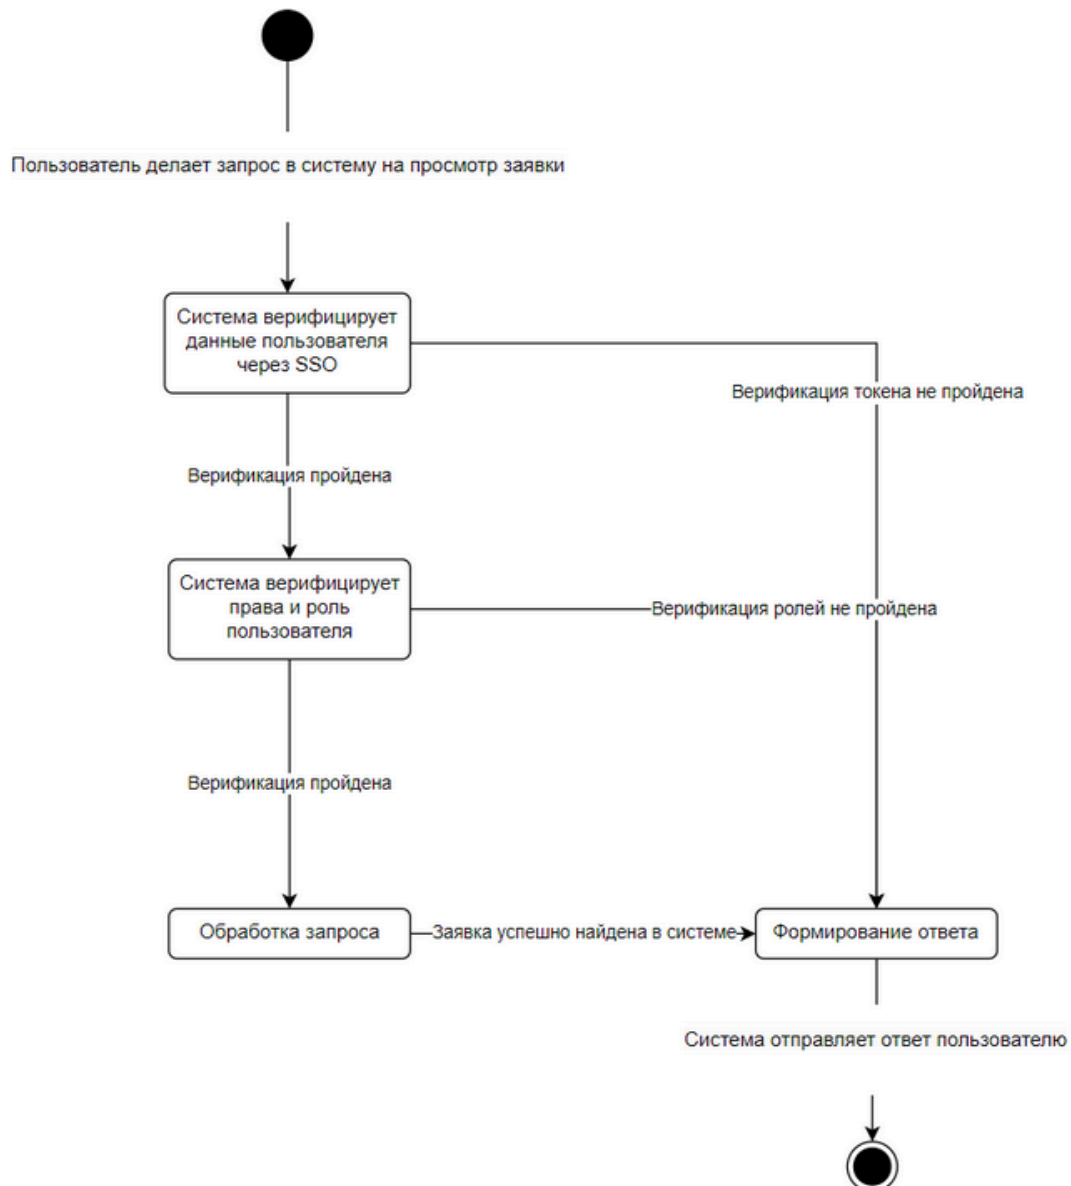 Пользователь делает запрос в систему на просмотр заявки
Система верифицирует
данные пользователя
через SSO
Верификация токена не пройдена
Верификация пройдена
Система верифицирует
права и роль
пользователя
Верификация ролей не пройдена
Верификация пройдена
Обработка запроса
Заявка успешно найдена в системе
Формирование ответа
Система отправляет ответ пользователю